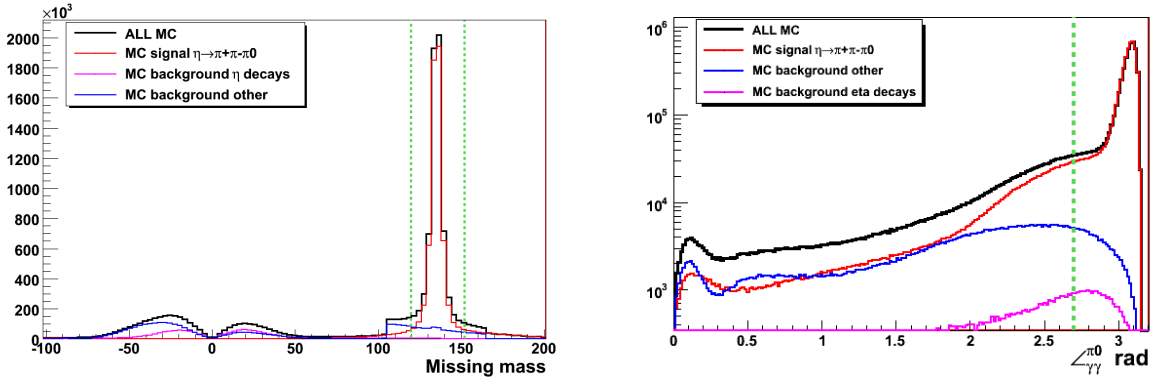 ×10³
2000
1800
1600
1400
1200
1000
800
600
400
200
0
ALL MC
MC signal η→π+π-π0
MC background η decays
MC background other
-100 -50 0 50 100 150 200
Missing mass
10⁶
10⁵
10⁴
10³
ALL MC
MC signal η→π+π-π0
MC background other
MC background eta decays
0 0.5 1 1.5 2 2.5 3
∠γγ^π0 rad